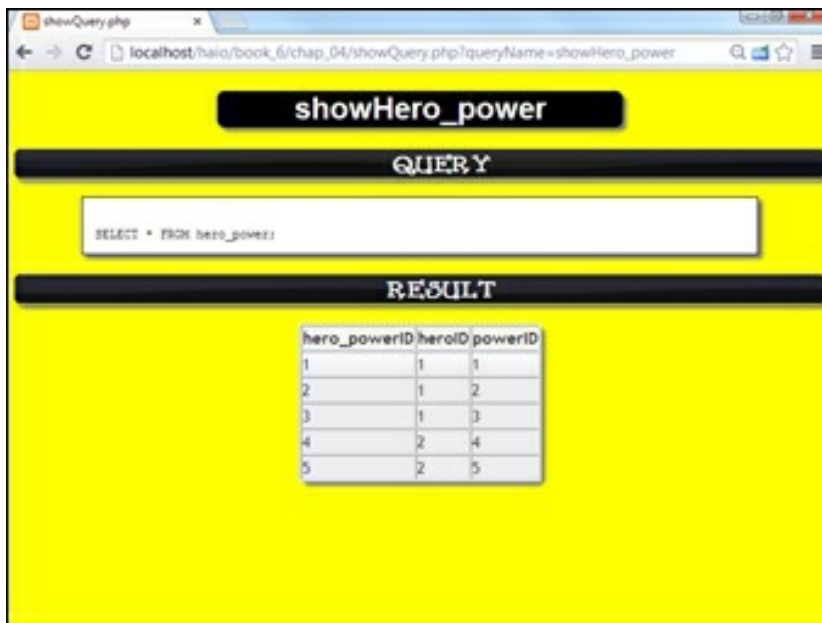 showQuery.php
localhost/haio/book_6/chap_04/showQuery.php?queryName=showHero_power
showHero_power
QUERY
SELECT * FROM hero_power;
RESULT
hero_powerID heroID powerID
1 1 1
2 1 2
3 1 3
4 2 4
5 2 5